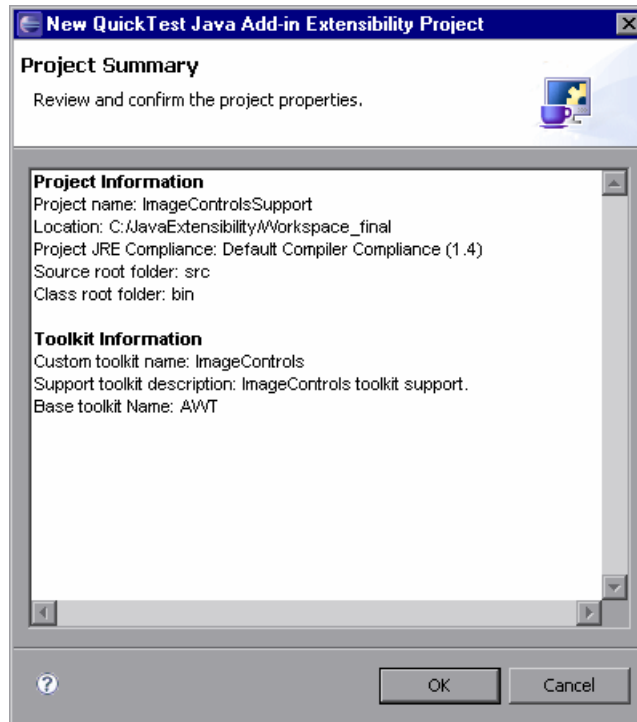 New QuickTest Java Add-in Extensibility Project
Project Summary
Review and confirm the project properties.
Project Information
Project name: ImageControlsSupport
Location: C:/JavaExtensibility/Workspace_final
Project JRE Compliance: Default Compiler Compliance (1.4)
Source root folder: src
Class root folder: bin
Toolkit Information
Custom toolkit name: ImageControls
Support toolkit description: ImageControls toolkit support.
Base toolkit Name: AWT
OK
Cancel